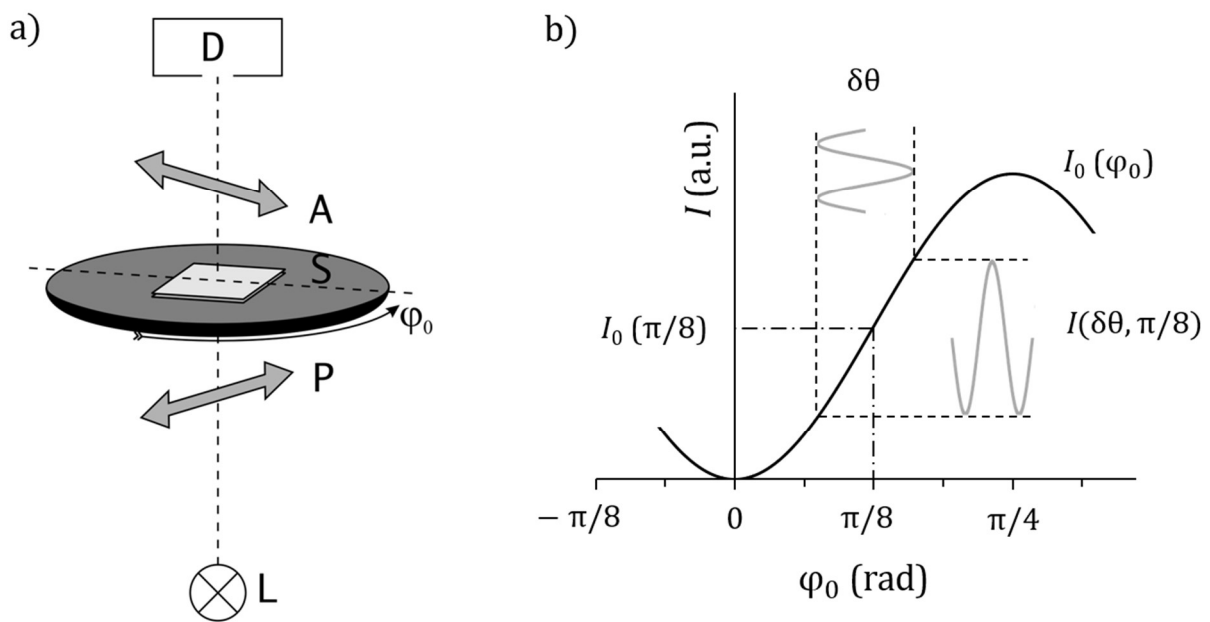 a)
D
A
S
φ₀
P
L
b)
δθ
I (a.u.)
I₀ (φ₀)
I₀ (π/8)
I(δθ, π/8)
− π/8
0
π/8
π/4
φ₀ (rad)